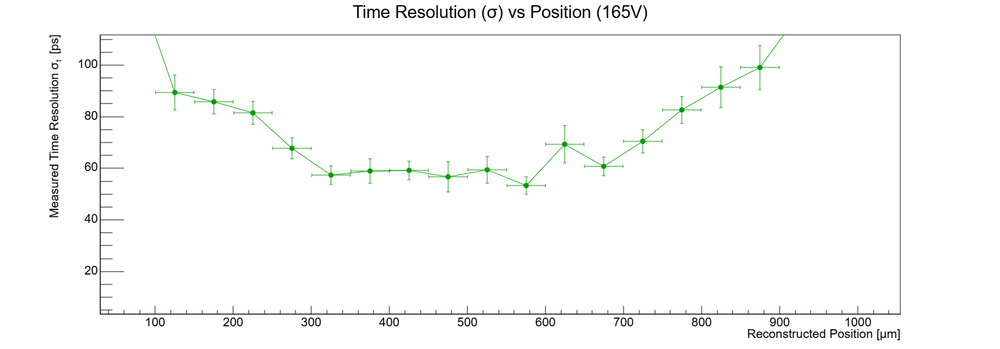 Time Resolution (σ) vs Position (165V)
Measured Time Resolution σt [ps]
100
80
60
40
20
100 200 300 400 500 600 700 800 900 1000
Reconstructed Position [μm]